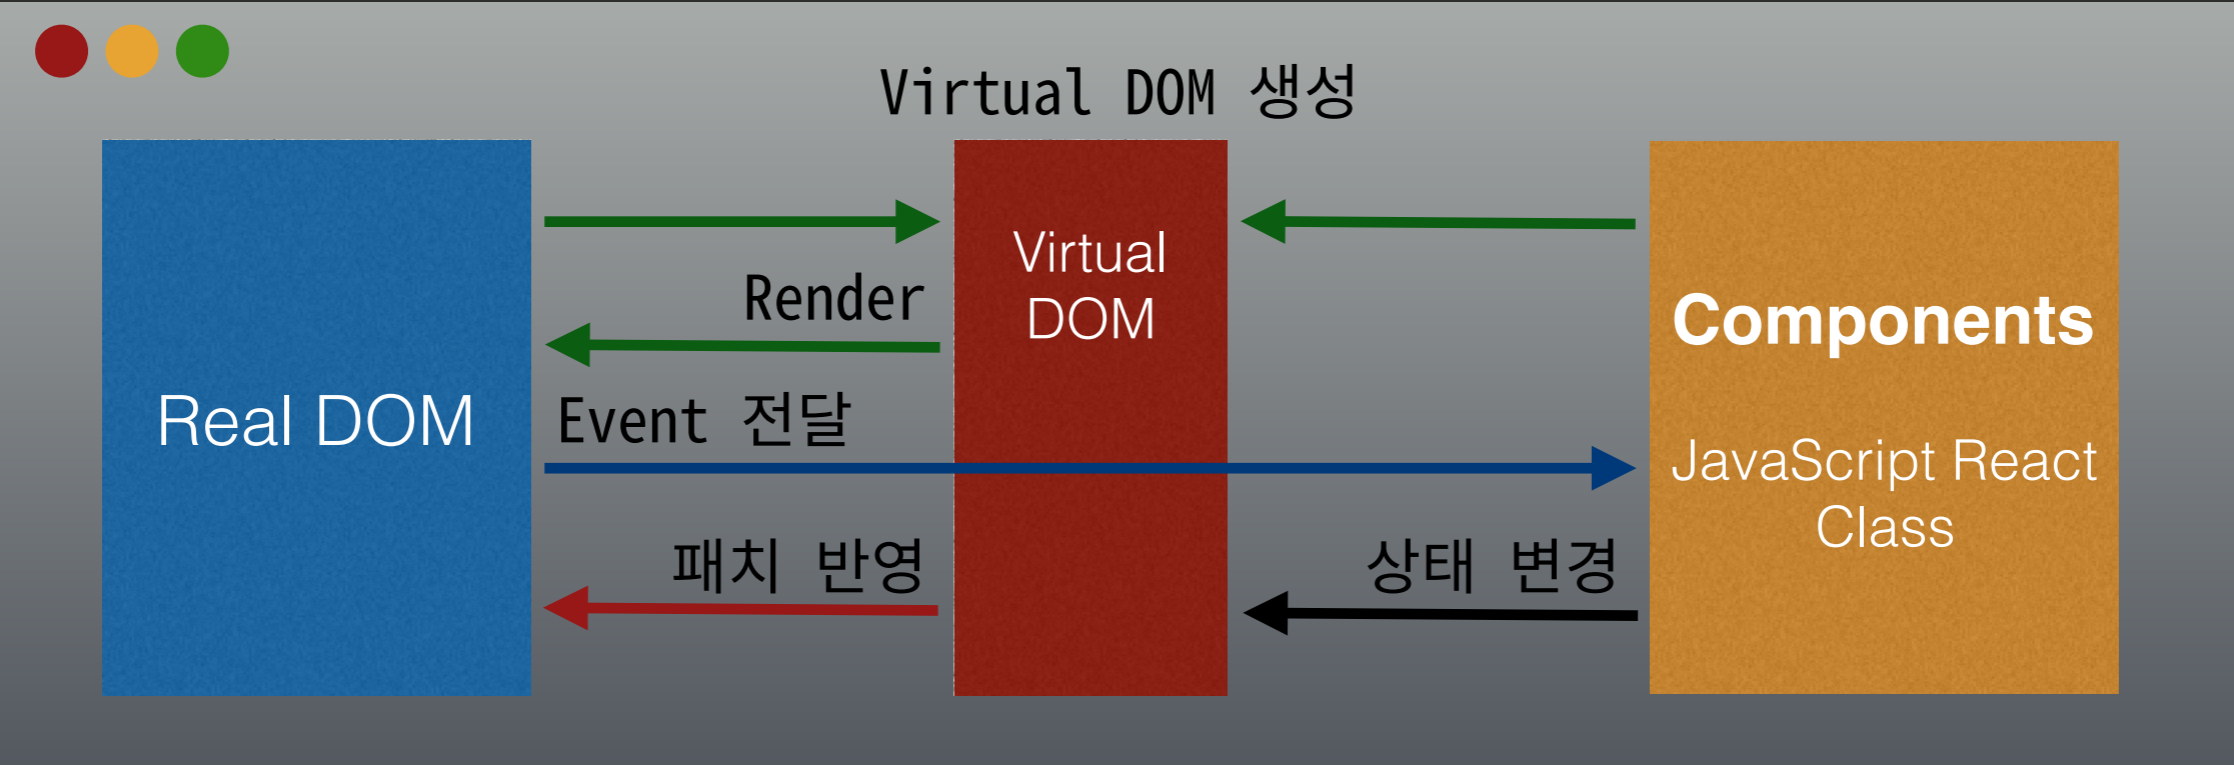 Virtual DOM 생성
Virtual
DOM
Render
Components
Real DOM
Event 전달
JavaScript React
Class
패치 반영
상태 변경